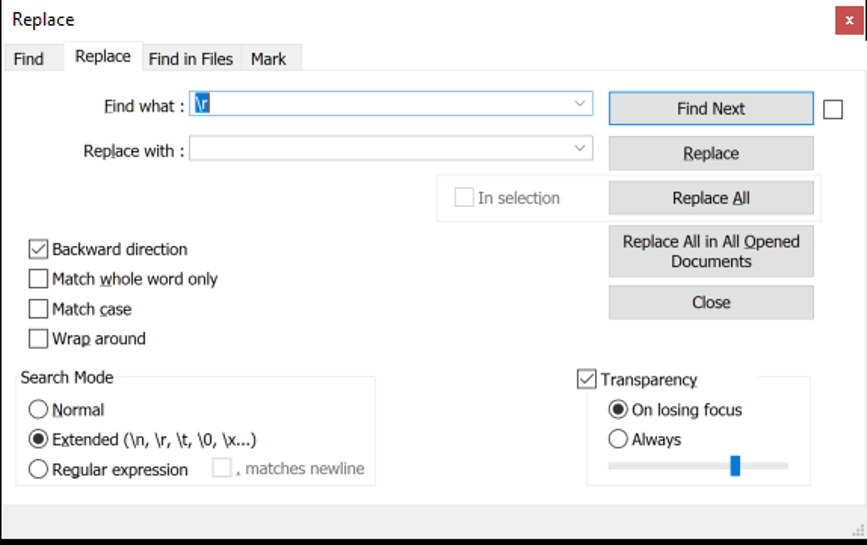 Replace
x
Find Replace Find in Files Mark
Find what : \r Find Next
Replace with : Replace
In selection Replace All
Backward direction Replace All in All Opened
Documents
Match whole word only
Match case Close
Wrap around
Search Mode Transparency
Normal On losing focus
Extended (\n, \r, \t, \0, \x...) Always
Regular expression . matches newline